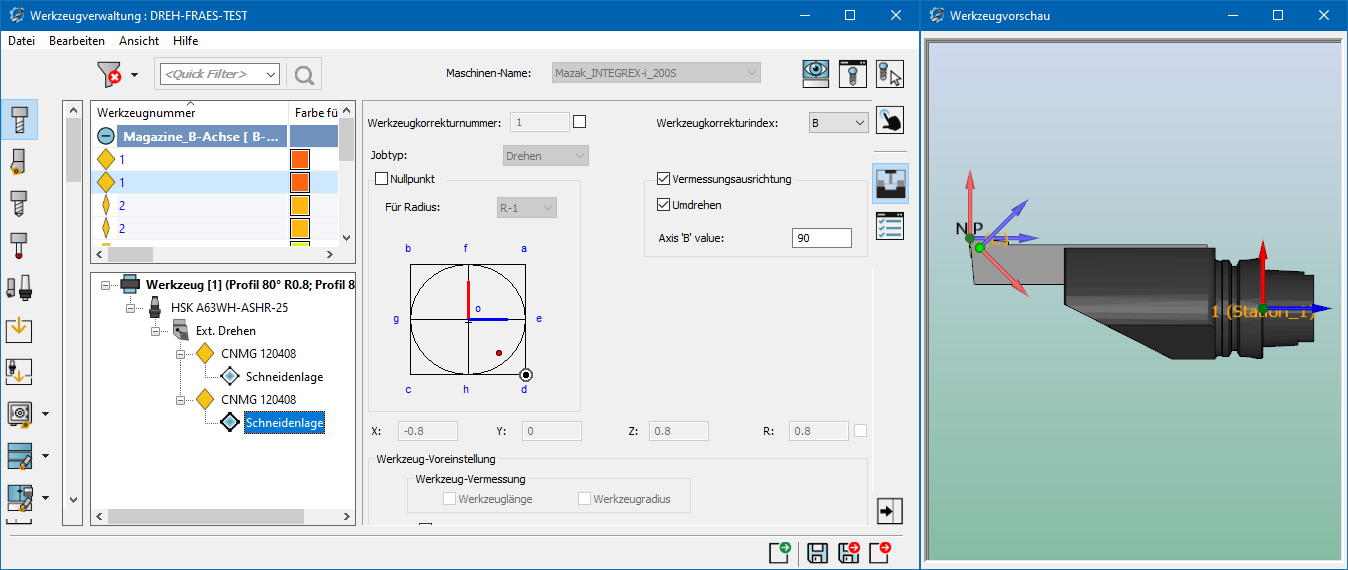 Werkzeugverwaltung : DREH-FRAES-TEST
Datei Bearbeiten Ansicht Hilfe
<Quick Filter>
Maschinen-Name: Mazak_INTEGREX-i_200S
Werkzeugnummer Farbe fü
Magazine_B-Achse [ B-...
1
1
2
2
Werkzeug [1] (Profil 80° R0.8; Profil 8
HSK A63WH-ASHR-25
Ext. Drehen
CNMG 120408
Schneidenlage
CNMG 120408
Schneidenlage
Werkzeugkorrekturnummer: 1
Werkzeugkorrekturindex: B
Jobtyp: Drehen
Nullpunkt
Für Radius: R-1
b f a
g o e
c h d
Vermessungsausrichtung
Umdrehen
Axis 'B' value: 90
X: -0.8 Y: 0 Z: 0.8 R: 0.8
Werkzeug-Voreinstellung
Werkzeug-Vermessung
Werkzeuglänge Werkzeugradius
Werkzeugvorschau
NP
1 (Station_1)